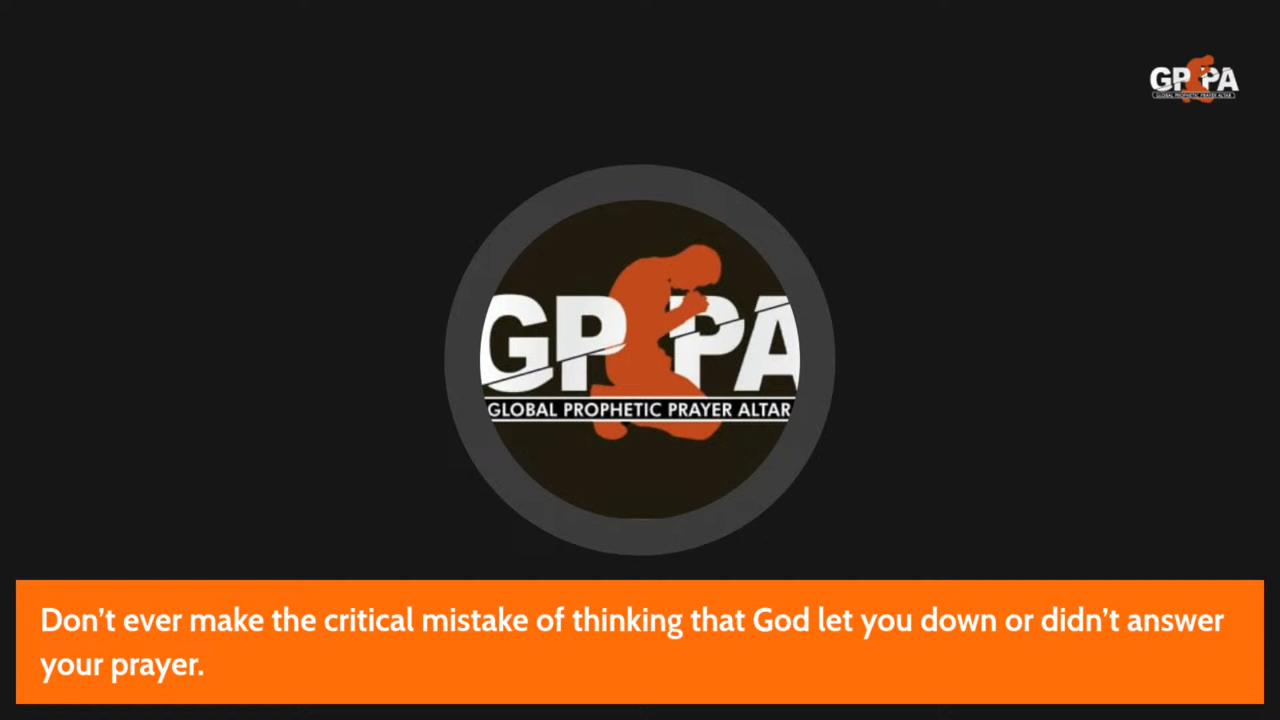 GPPA
GLOBAL PROPHETIC PRAYER ALTAR
GPPA
GLOBAL PROPHETIC PRAYER ALTAR
Don't ever make the critical mistake of thinking that God let you down or didn't answer
your prayer.